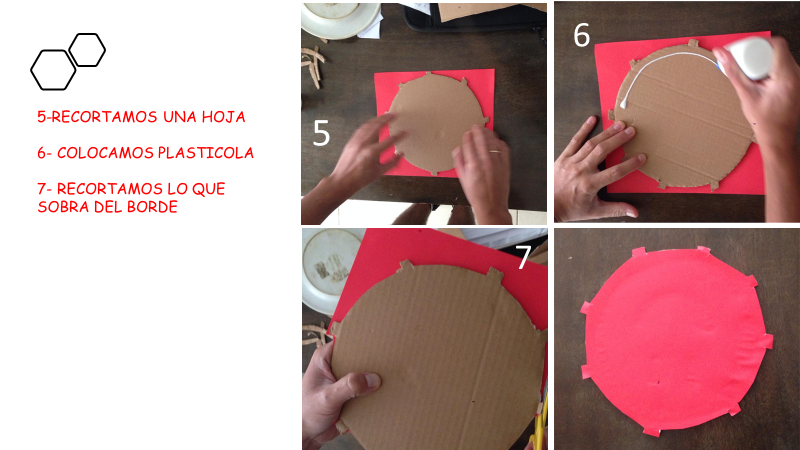 5-RECORTAMOS UNA HOJA
6- COLOCAMOS PLASTICOLA
7- RECORTAMOS LO QUE
SOBRA DEL BORDE
5
6
7